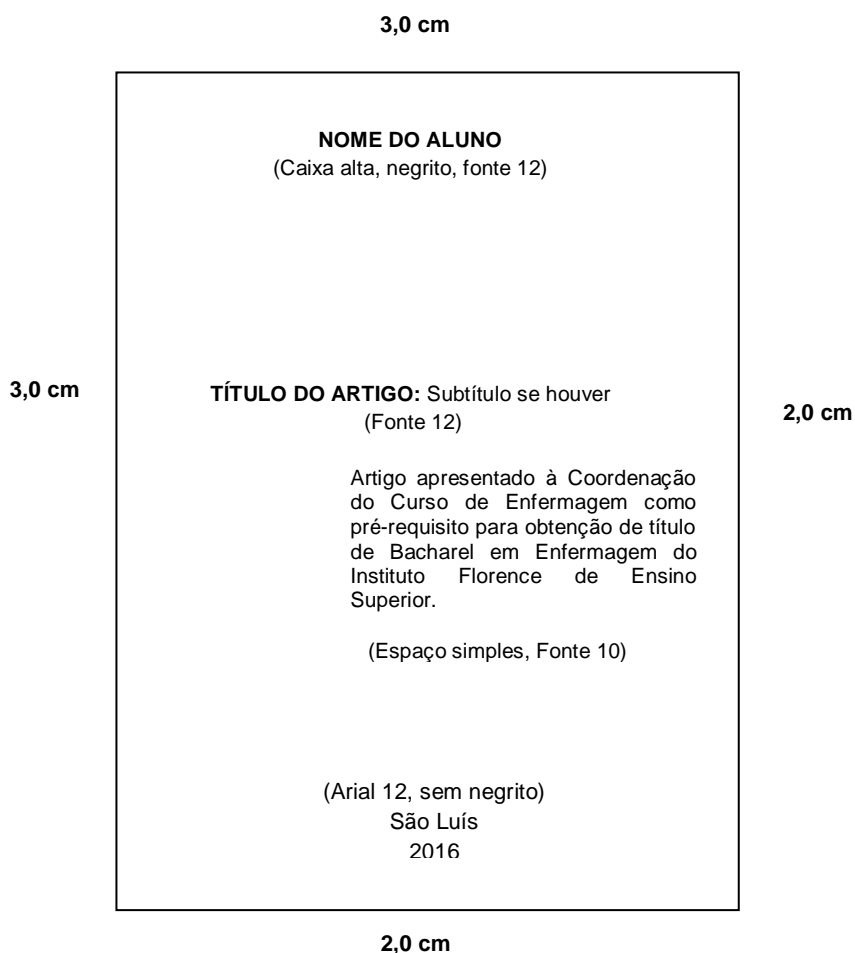 3,0 cm
NOME DO ALUNO
(Caixa alta, negrito, fonte 12)
3,0 cm
TÍTULO DO ARTIGO: Subtítulo se houver
(Fonte 12)
2,0 cm
Artigo apresentado à Coordenação
do Curso de Enfermagem como
pré-requisito para obtenção de título
de Bacharel em Enfermagem do
Instituto Florence de Ensino
Superior.
(Espaço simples, Fonte 10)
(Arial 12, sem negrito)
São Luís
2016
2,0 cm